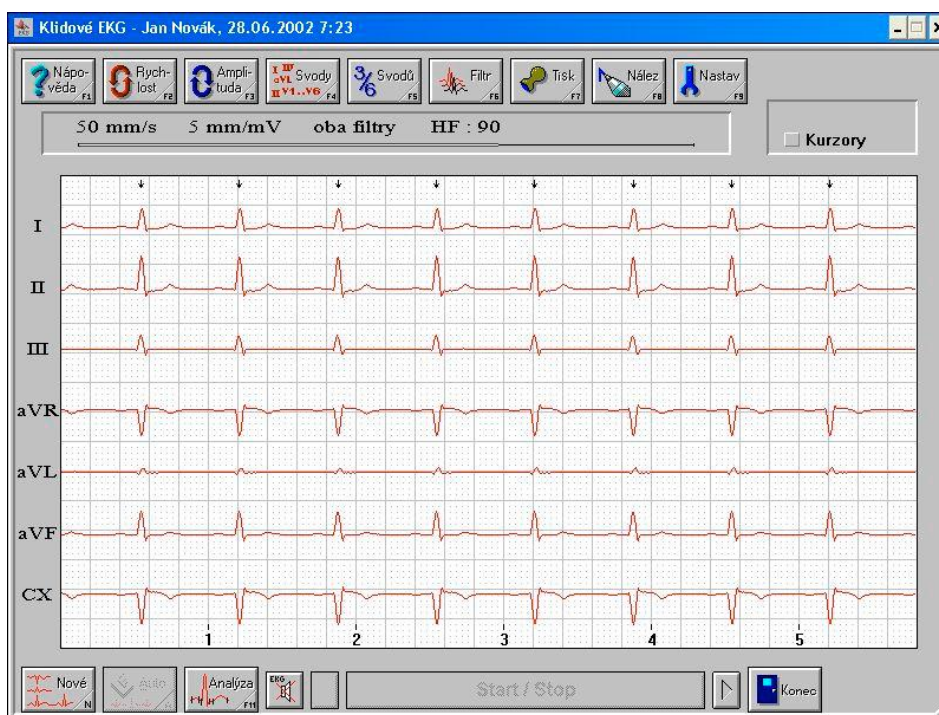 Klidové EKG - Jan Novák, 28.06.2002 7:23
Nápo-
věda F1
Rych-
lost F2
Ampli-
tuda F3
I II III
aVL Svody
II V1..V6 F4
3/6 Svodů F5
Filtr F6
Tisk F7
Nález F8
Nastav F9
50 mm/s 5 mm/mV oba filtry HF : 90
Kurzory
I
II
III
aVR
aVL
aVF
CX
1 2 3 4 5
Nové N
Auto A
Analýza F11
EKG
Start / Stop
Konec